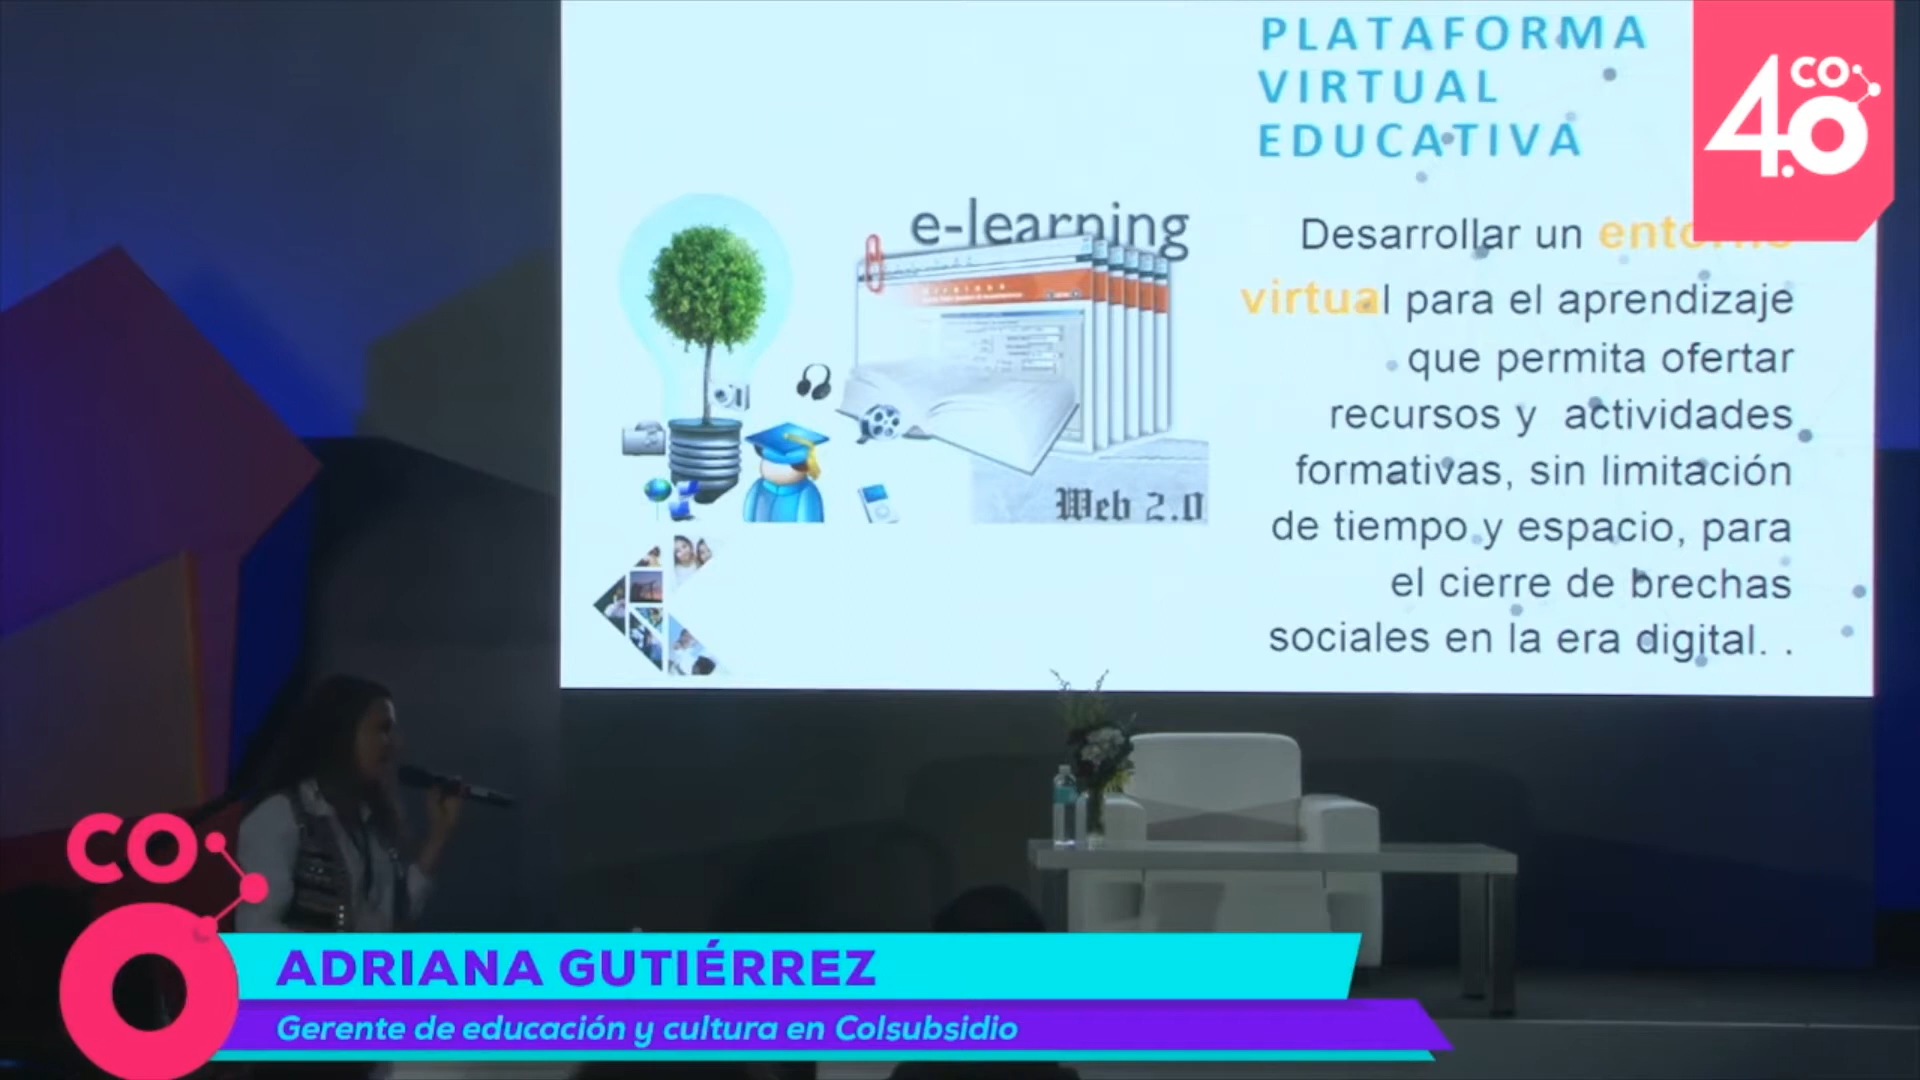 PLATAFORMA
VIRTUAL
EDUCATIVA
CO
4.0
e-learning
Desarrollar un entorno
virtual para el aprendizaje
que permita ofertar
recursos y actividades
formativas, sin limitación
de tiempo y espacio, para
el cierre de brechas
sociales en la era digital. .
Web 2.0
CO
ADRIANA GUTIÉRREZ
Gerente de educación y cultura en Colsubsidio